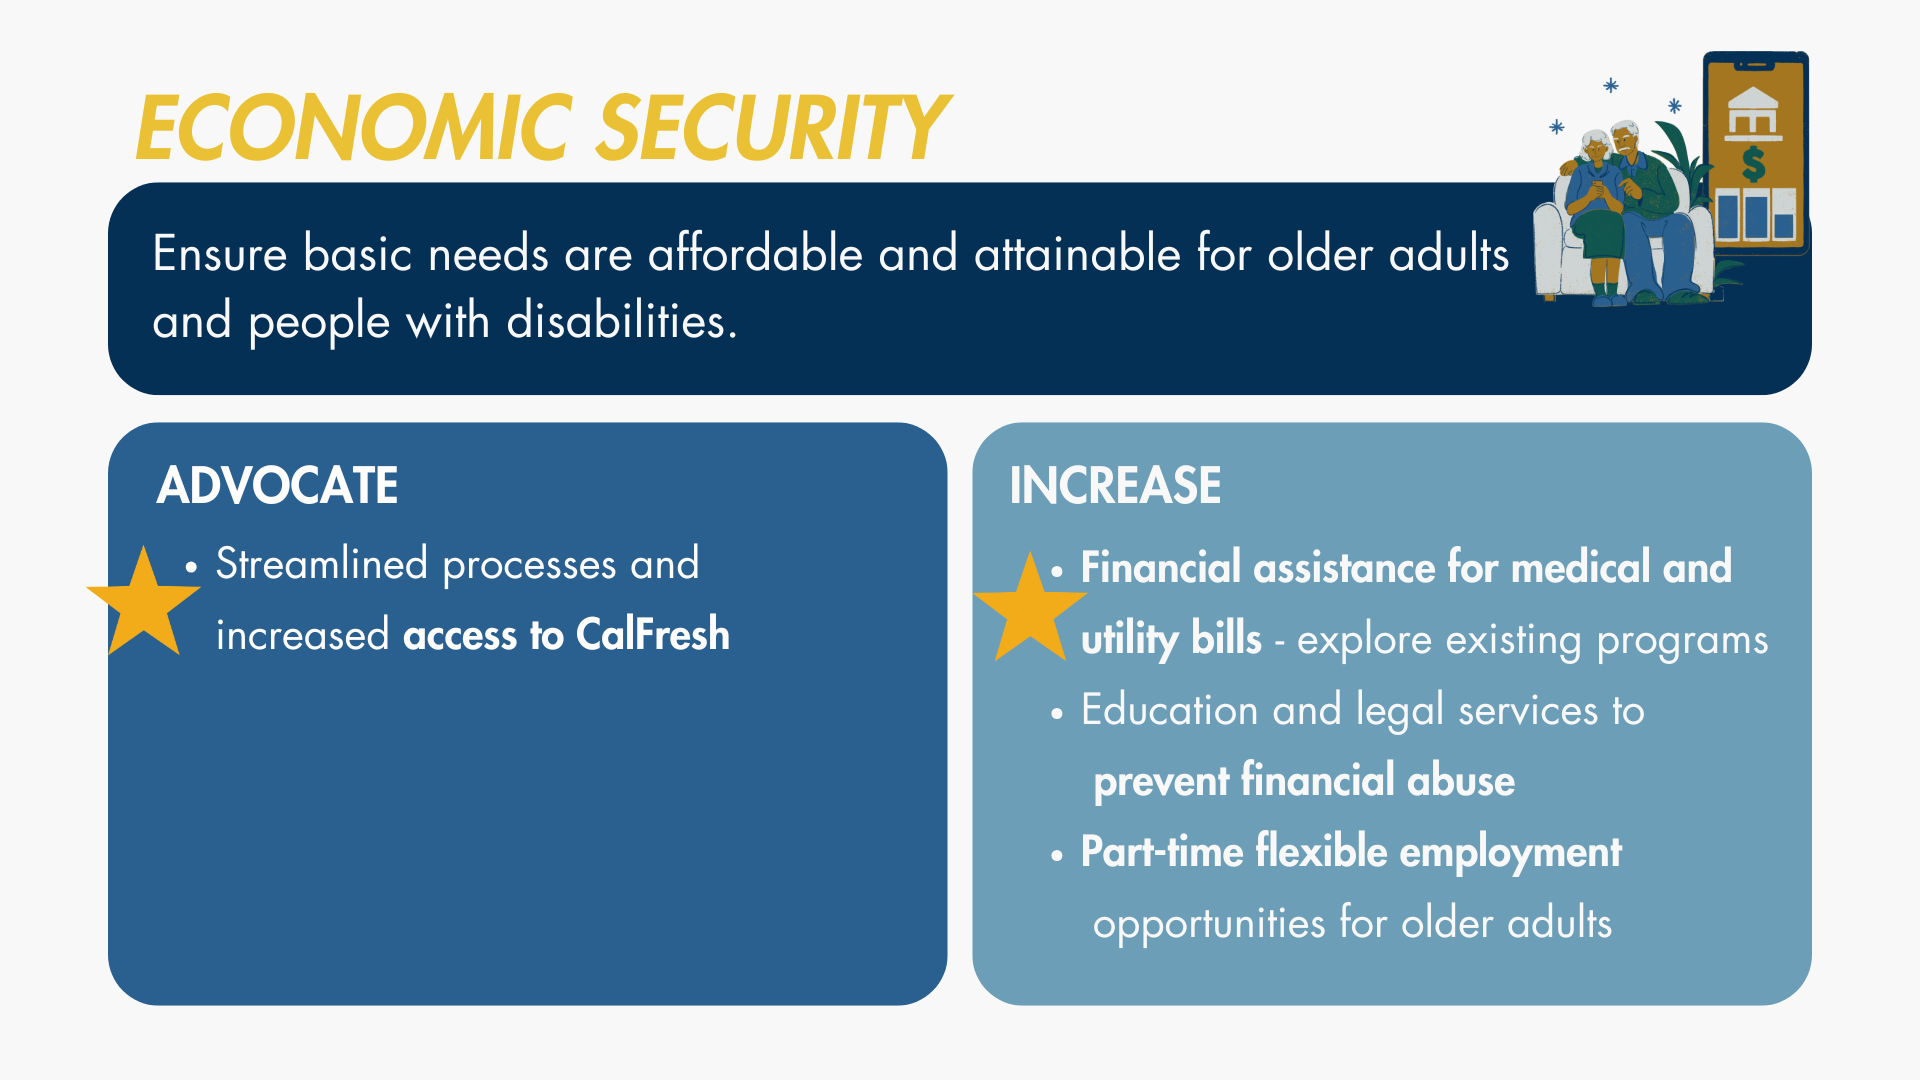 ECONOMIC SECURITY
Ensure basic needs are affordable and attainable for older adults
and people with disabilities.
ADVOCATE
• Streamlined processes and
increased access to CalFresh
INCREASE
• Financial assistance for medical and
utility bills - explore existing programs
• Education and legal services to
prevent financial abuse
• Part-time flexible employment
opportunities for older adults
$